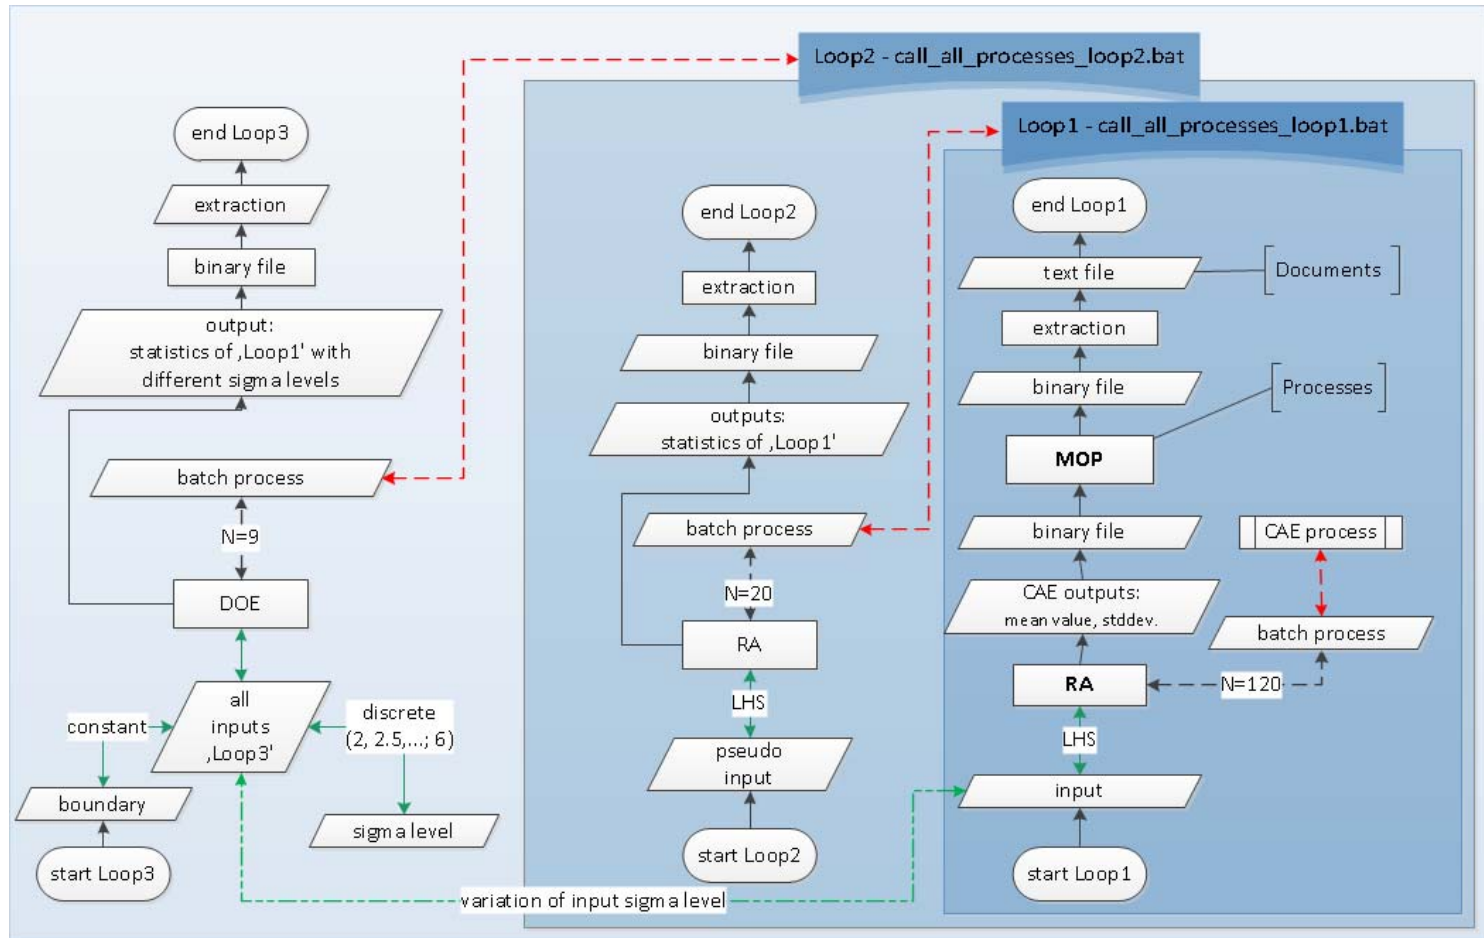 Loop2 - call_all_processes_loop2.bat
Loop1 - call_all_processes_loop1.bat
end Loop3
extraction
binary file
output:
statistics of ‚Loop1' with
different sigma levels
batch process
N=9
DOE
all
inputs
‚Loop3'
constant
discrete
(2, 2.5,...; 6)
boundary
sigma level
start Loop3
end Loop2
extraction
binary file
outputs:
statistics of ‚Loop1'
batch process
N=20
RA
LHS
pseudo
input
start Loop2
end Loop1
text file
[Documents]
extraction
binary file
[Processes]
MOP
binary file
CAE process
CAE outputs:
mean value, stddev.
batch process
RA
N=120
LHS
input
start Loop1
variation of input sigma level